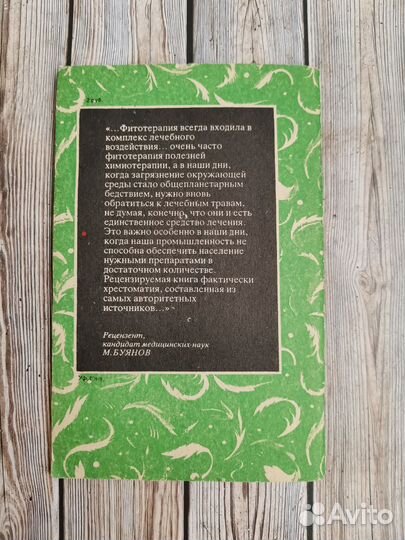 «...Фитотерапия всегда входила в
комплекс лечебного
воздействия... очень часто
фитотерапия полезней
химиотерапии, а в наши дни,
когда загрязнение окружающей
среды стало общепланетарным
бедствием, нужно вновь
обратиться к лечебным травам,
не думая, конечно, что они и есть
единственное средство лечения.
Это важно особенно в наши дни,
когда наша промышленность не
способна обеспечить население
нужными препаратами в
достаточном количестве.
Рецензируемая книга фактически
хрестоматия, составленная из
самых авторитетных
источников...»
Рецензент,
кандидат медицинских наук
М.БУЯНОВ
Avito